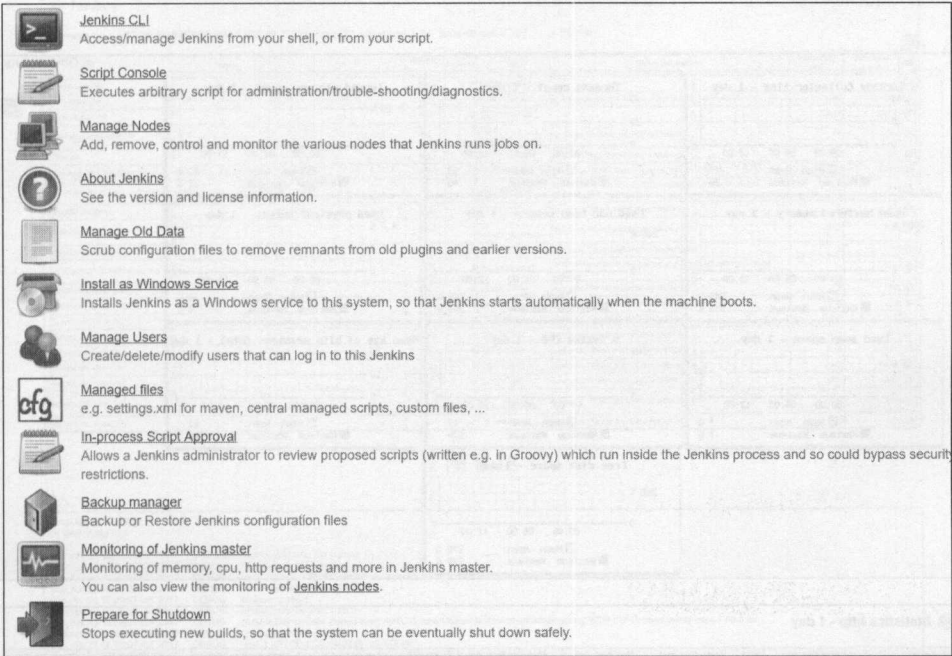 Jenkins CLI
Access/manage Jenkins from your shell, or from your script.
Script Console
Executes arbitrary script for administration/trouble-shooting/diagnostics.
Manage Nodes
Add, remove, control and monitor the various nodes that Jenkins runs jobs on.
About Jenkins
See the version and license information.
Manage Old Data
Scrub configuration files to remove remnants from old plugins and earlier versions.
Install as Windows Service
Installs Jenkins as a Windows service to this system, so that Jenkins starts automatically when the machine boots.
Manage Users
Create/delete/modify users that can log in to this Jenkins
cfg
Managed files
e.g. settings.xml for maven, central managed scripts, custom files, ...
In-process Script Approval
Allows a Jenkins administrator to review proposed scripts (written e.g. in Groovy) which run inside the Jenkins process and so could bypass security
restrictions.
Backup manager
Backup or Restore Jenkins configuration files
Monitoring of Jenkins master
Monitoring of memory, cpu, http requests and more in Jenkins master.
You can also view the monitoring of Jenkins nodes.
Prepare for Shutdown
Stops executing new builds, so that the system can be eventually shut down safely.